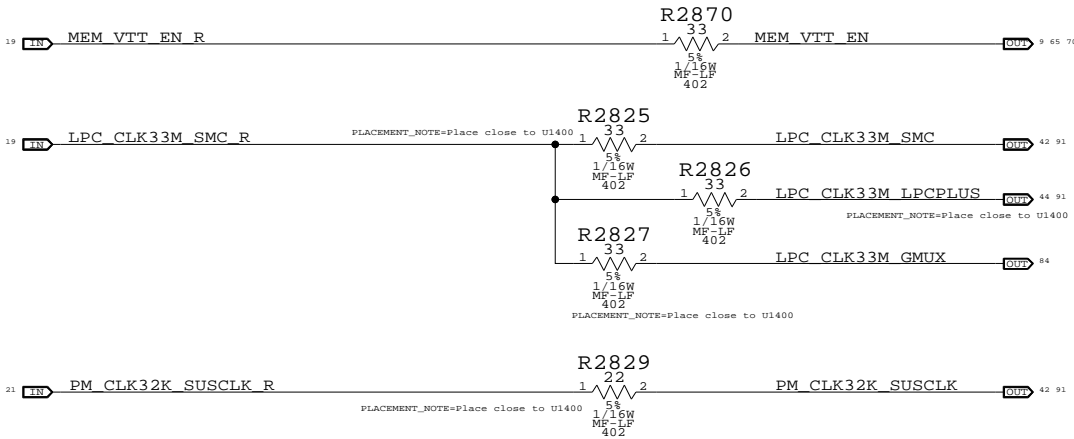 R2870
19 IN MEM_VTT_EN_R 1 33 2 MEM_VTT_EN OUT 9 65 70
5%
1/16W
MF-LF
402
R2825
19 IN LPC_CLK33M_SMC_R PLACEMENT_NOTE=Place close to U1400 1 33 2 LPC_CLK33M_SMC OUT 42 91
5%
1/16W
MF-LF
402
R2826
1 33 2 LPC_CLK33M_LPCPLUS OUT 44 91
5%
1/16W
MF-LF
402
PLACEMENT_NOTE=Place close to U1400
R2827
1 33 2 LPC_CLK33M_GMUX OUT 84
5%
1/16W
MF-LF
402
PLACEMENT_NOTE=Place close to U1400
R2829
21 IN PM_CLK32K_SUSCLK_R 1 22 2 PM_CLK32K_SUSCLK OUT 42 91
PLACEMENT_NOTE=Place close to U1400
5%
1/16W
MF-LF
402